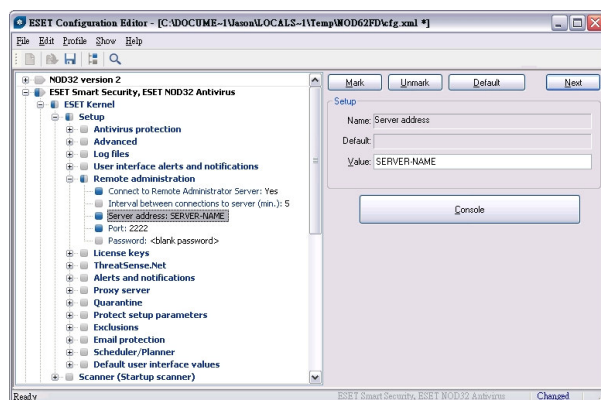 ESET Configuration Editor - [C:\DOCUME~1\Jason\LOCALS~1\Temp\NOD62FD\cfg.xml *]
File Edit Profile Show Help
NOD32 version 2
ESET Smart Security, ESET NOD32 Antivirus
ESET Kernel
Setup
Antivirus protection
Advanced
Log files
User interface alerts and notifications
Remote administration
Connect to Remote Administrator Server: Yes
Interval between connections to server (min.): 5
Server address: SERVER-NAME
Port: 2222
Password: <blank password>
License keys
ThreatSense.Net
Alerts and notifications
Proxy server
Quarantine
Protect setup parameters
Exclusions
Email protection
Scheduler/Planner
Default user interface values
Scanner (Startup scanner)
Mark Unmark Default Next
Setup
Name: Server address
Default:
Value: SERVER-NAME
Console
Ready ESET Smart Security, ESET NOD32 Antivirus Changed